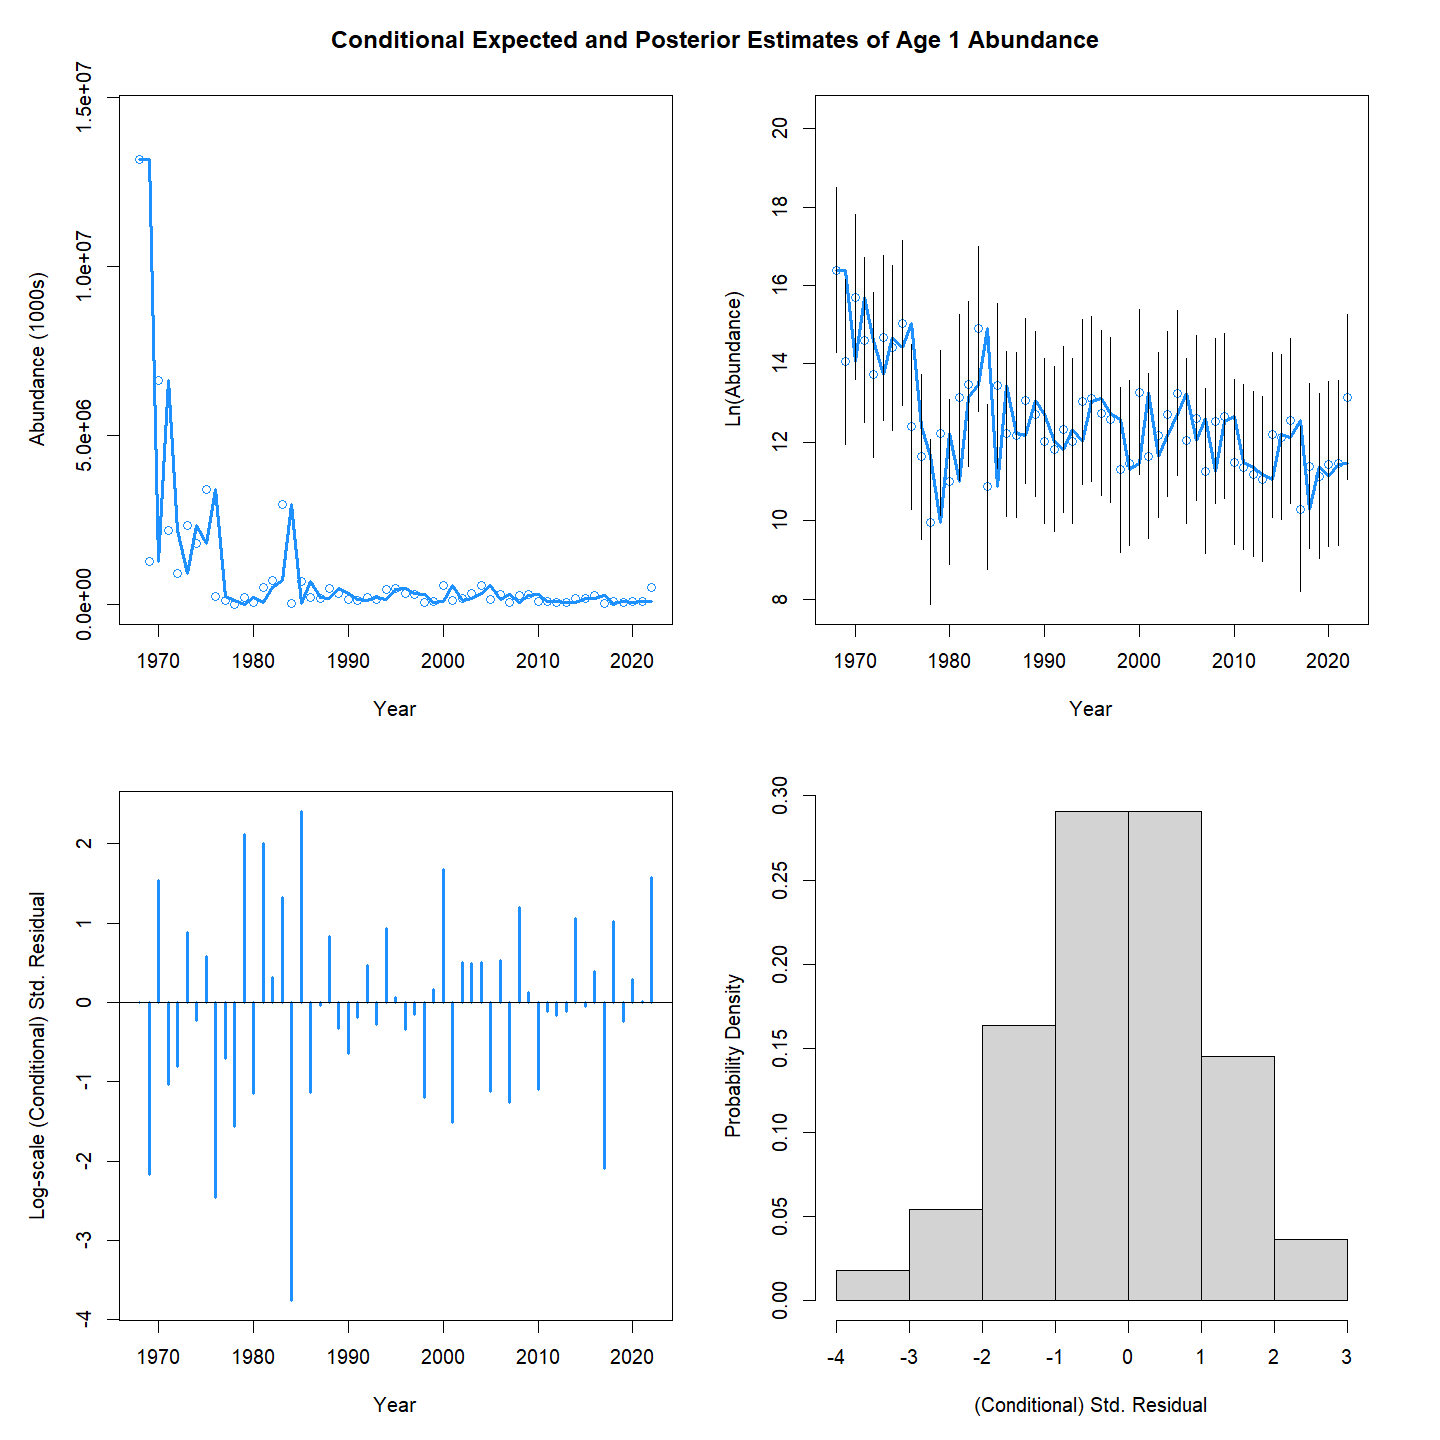 Conditional Expected and Posterior Estimates of Age 1 Abundance
Abundance (1000s)
1.5e+07
1.0e+07
5.0e+06
0.0e+00
1970 1980 1990 2000 2010 2020
Year
Ln(Abundance)
20
18
16
14
12
10
8
1970 1980 1990 2000 2010 2020
Year
Log-scale (Conditional) Std. Residual
2
1
0
-1
-2
-3
-4
1970 1980 1990 2000 2010 2020
Year
Probability Density
0.30
0.25
0.20
0.15
0.10
0.05
0.00
-4 -3 -2 -1 0 1 2 3
(Conditional) Std. Residual